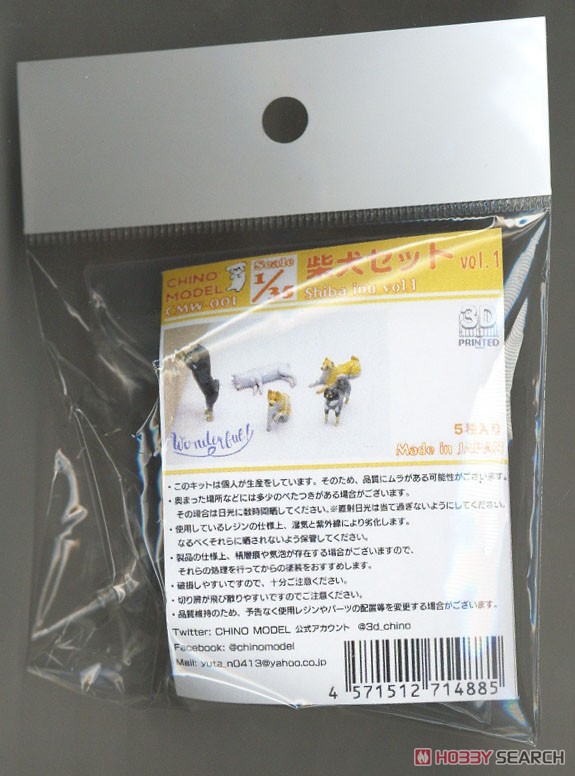 CHINO
MODEL
CMW-001
Scale
1/35
柴犬セット vol.1
Shiba inu vol1
3D
PRINTED
Wonderful!
5種入り
Made in JAPAN
・このキットは個人が生産をしています。そのため、品質にムラがある可能性がございます。
・奥まった場所などには多少のべたつきがある場合がございます。
その場合は日光に数時間晒してください。※直射日光は当て過ぎないようにしてください。
・使用しているレジンの仕様上、湿気と紫外線により劣化します。
なるべくそれらに晒されないよう保管してください。
・製品の仕様上、積層痕や気泡が存在する場合がございますので、
それらの処理を行ってからの塗装をおすすめします。
・破損しやすいですので、十分ご注意ください。
・切り屑が飛び散りやすいですのでご注意ください。
・品質維持のため、予告なく使用レジンやパーツの配置等を変更する場合がございます。
Twitter: CHINO MODEL 公式アカウント @3d_chino
Facebook: @chinomodel
Mail: yuta_n0413@yahoo.co.jp
4 571512 714885
HOBBY SEARCH